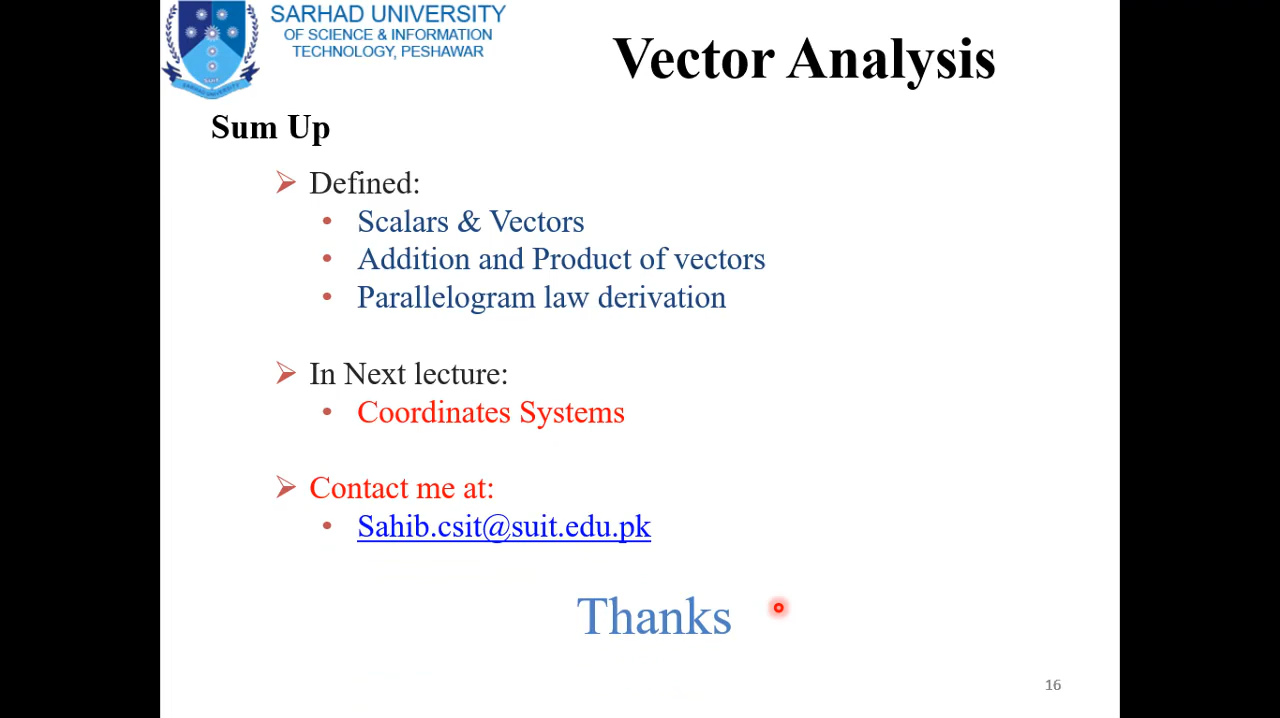 SARHAD UNIVERSITY
OF SCIENCE & INFORMATION
TECHNOLOGY, PESHAWAR
Vector Analysis
Sum Up
Defined:
Scalars & Vectors
Addition and Product of vectors
Parallelogram law derivation
In Next lecture:
Coordinates Systems
Contact me at:
Sahib.csit@suit.edu.pk
Thanks
16